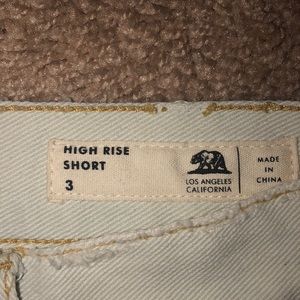 HIGH RISE
SHORT
3
LOS ANGELES
CALIFORNIA
MADE
IN
CHINA